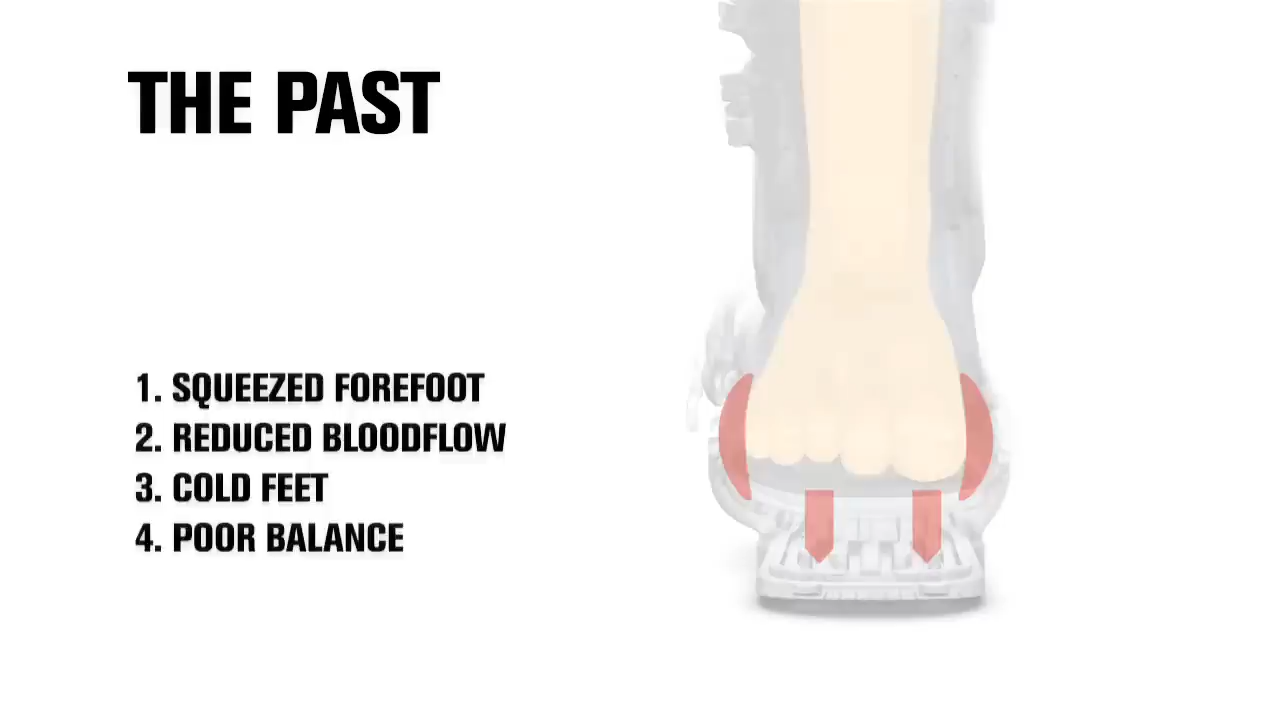 THE PAST
1. SQUEEZED FOREFOOT
2. REDUCED BLOODFLOW
3. COLD FEET
4. POOR BALANCE